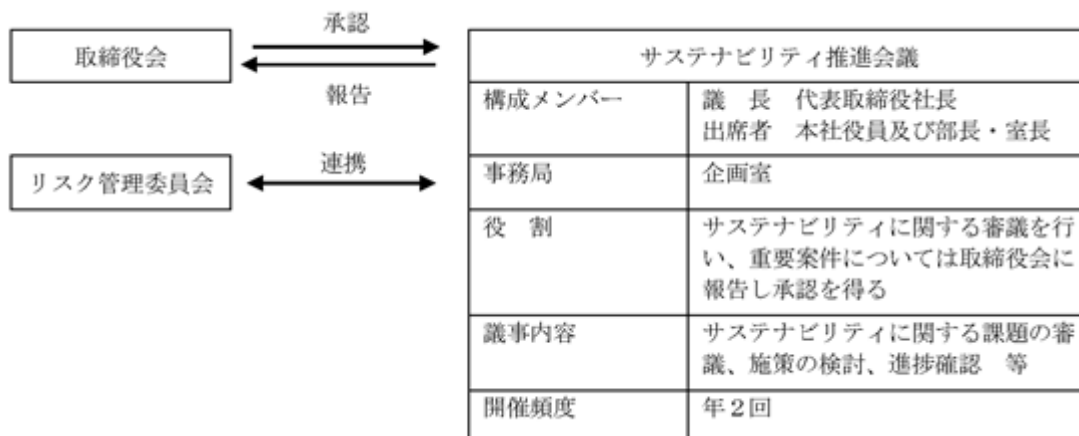 承認
取締役会
報告
連携
リスク管理委員会
サステナビリティ推進会議
構成メンバー
議　長　代表取締役社長
出席者　本社役員及び部長・室長
事務局
企画室
役　割
サステナビリティに関する審議を行
い、重要案件については取締役会に
報告し承認を得る
議事内容
サステナビリティに関する課題の審
議、施策の検討、進捗確認　等
開催頻度
年２回